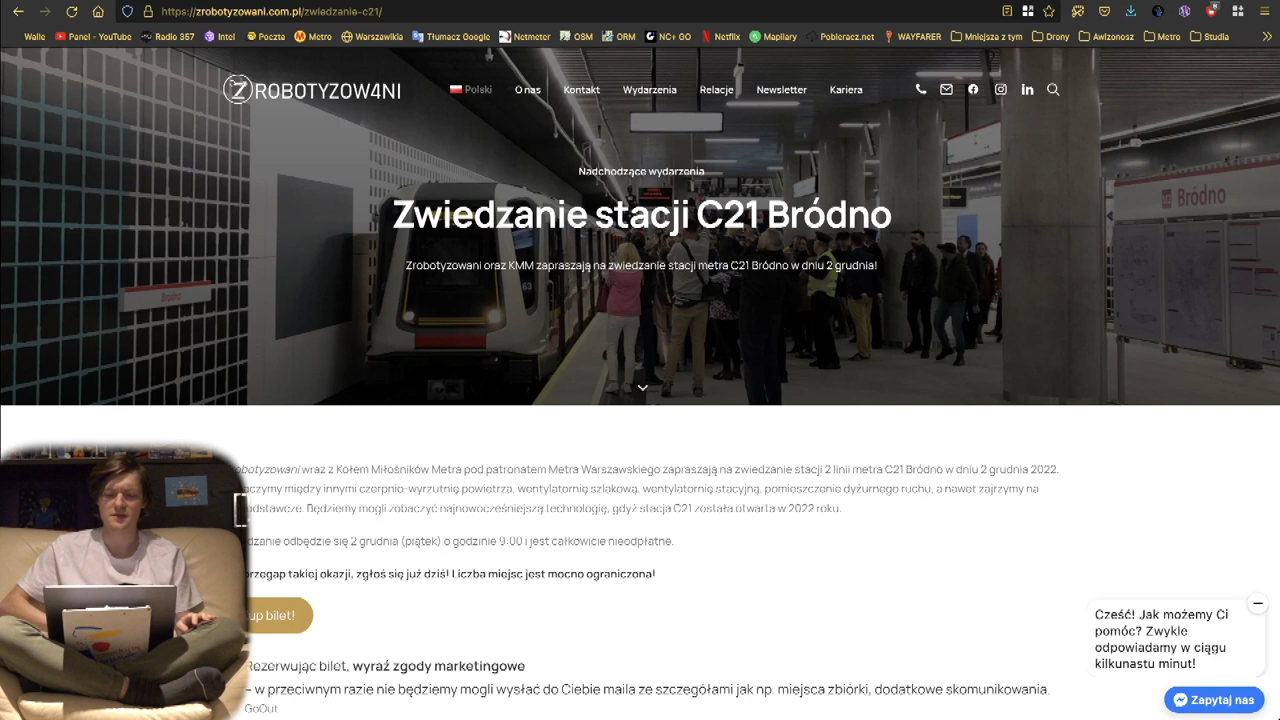 https://zrobotyzowani.com.pl/zwiedzanie-c21/
Walle
Panel - YouTube
Radio 357
Intel
Poczta
Metro
Warszawikia
Tłumacz Google
Netmeter
OSM
ORM
NC+ GO
Netflix
Mapilary
Pobieracz.net
WAYFARER
Mniejsza z tym
Drony
Awizonosz
Metro
Studia
ZROBOTYZOW4NI
Polski
O nas
Kontakt
Wydarzenia
Relacje
Newsletter
Kariera
Nadchodzące wydarzenia
Bródno
Zwiedzanie stacji C21 Bródno
Zrobotyzowani oraz KMM zapraszają na zwiedzanie stacji metra C21 Bródno w dniu 2 grudnia!
Bródno
obotyzowani wraz z Kołem Miłośników Metra pod patronatem Metra Warszawskiego zapraszają na zwiedzanie stacji 2 linii metra C21 Bródno w dniu 2 grudnia 2022.
aczymy między innymi czerpnio-wyrzutnię powietrza, wentylatornię szlakową, wentylatornię stacyjną, pomieszczenie dyżurnego ruchu, a nawet zajrzymy na
odstawcze. Będziemy mogli zobaczyć najnowocześniejszą technologię, gdyż stacja C21 została otwarta w 2022 roku.
dzanie odbędzie się 2 grudnia (piątek) o godzinie 9:00 i jest całkowicie nieodpłatne.
przegap takiej okazji, zgłoś się już dziś! Liczba miejsc jest mocno ograniczona!
up bilet!
Rezerwując bilet, wyraź zgody marketingowe
– w przeciwnym razie nie będziemy mogli wysłać do Ciebie maila ze szczegółami jak np. miejsca zbiórki, dodatkowe skomunikowania.
GoOut
Cześć! Jak możemy Ci
pomóc? Zwykle
odpowiadamy w ciągu
kilkunastu minut!
Zapytaj nas